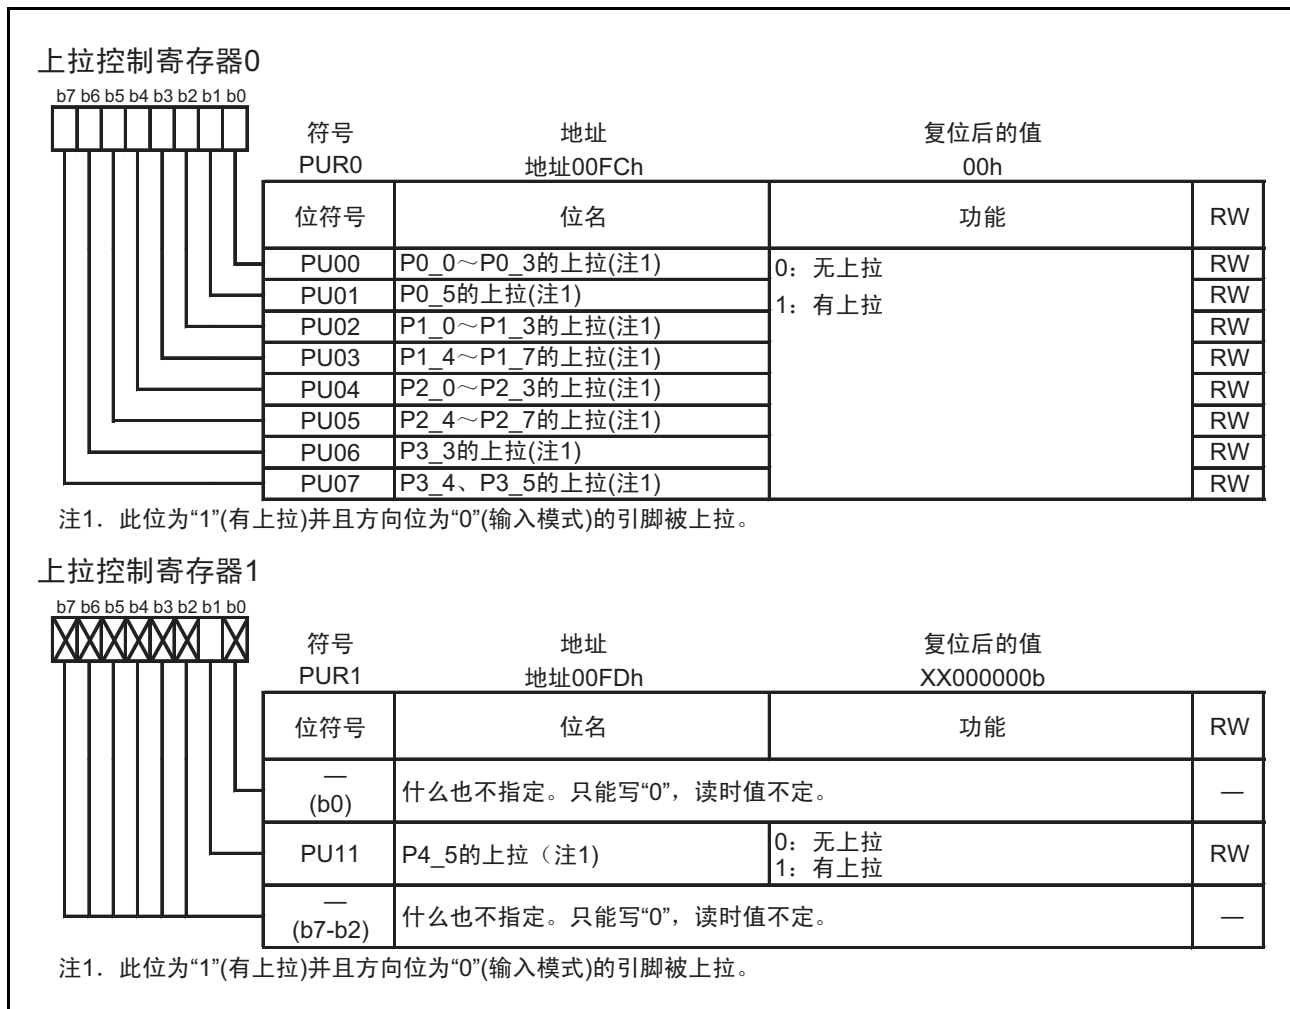 上拉控制寄存器0
b7 b6 b5 b4 b3 b2 b1 b0
符号 地址 复位后的值
PUR0 地址00FCh 00h
位符号 位名 功能 RW
PU00 P0_0～P0_3的上拉(注1) 0：无上拉 RW
PU01 P0_5的上拉(注1) 1：有上拉 RW
PU02 P1_0～P1_3的上拉(注1) RW
PU03 P1_4～P1_7的上拉(注1) RW
PU04 P2_0～P2_3的上拉(注1) RW
PU05 P2_4～P2_7的上拉(注1) RW
PU06 P3_3的上拉(注1) RW
PU07 P3_4、P3_5的上拉(注1) RW
注1．此位为“1”(有上拉)并且方向位为“0”(输入模式)的引脚被上拉。
上拉控制寄存器1
b7 b6 b5 b4 b3 b2 b1 b0
符号 地址 复位后的值
PUR1 地址00FDh XX000000b
位符号 位名 功能 RW
—
(b0) 什么也不指定。只能写“0”，读时值不定。 —
PU11 P4_5的上拉（注1) 0：无上拉 RW
1：有上拉
—
(b7-b2) 什么也不指定。只能写“0”，读时值不定。 —
注1．此位为“1”(有上拉)并且方向位为“0”(输入模式)的引脚被上拉。